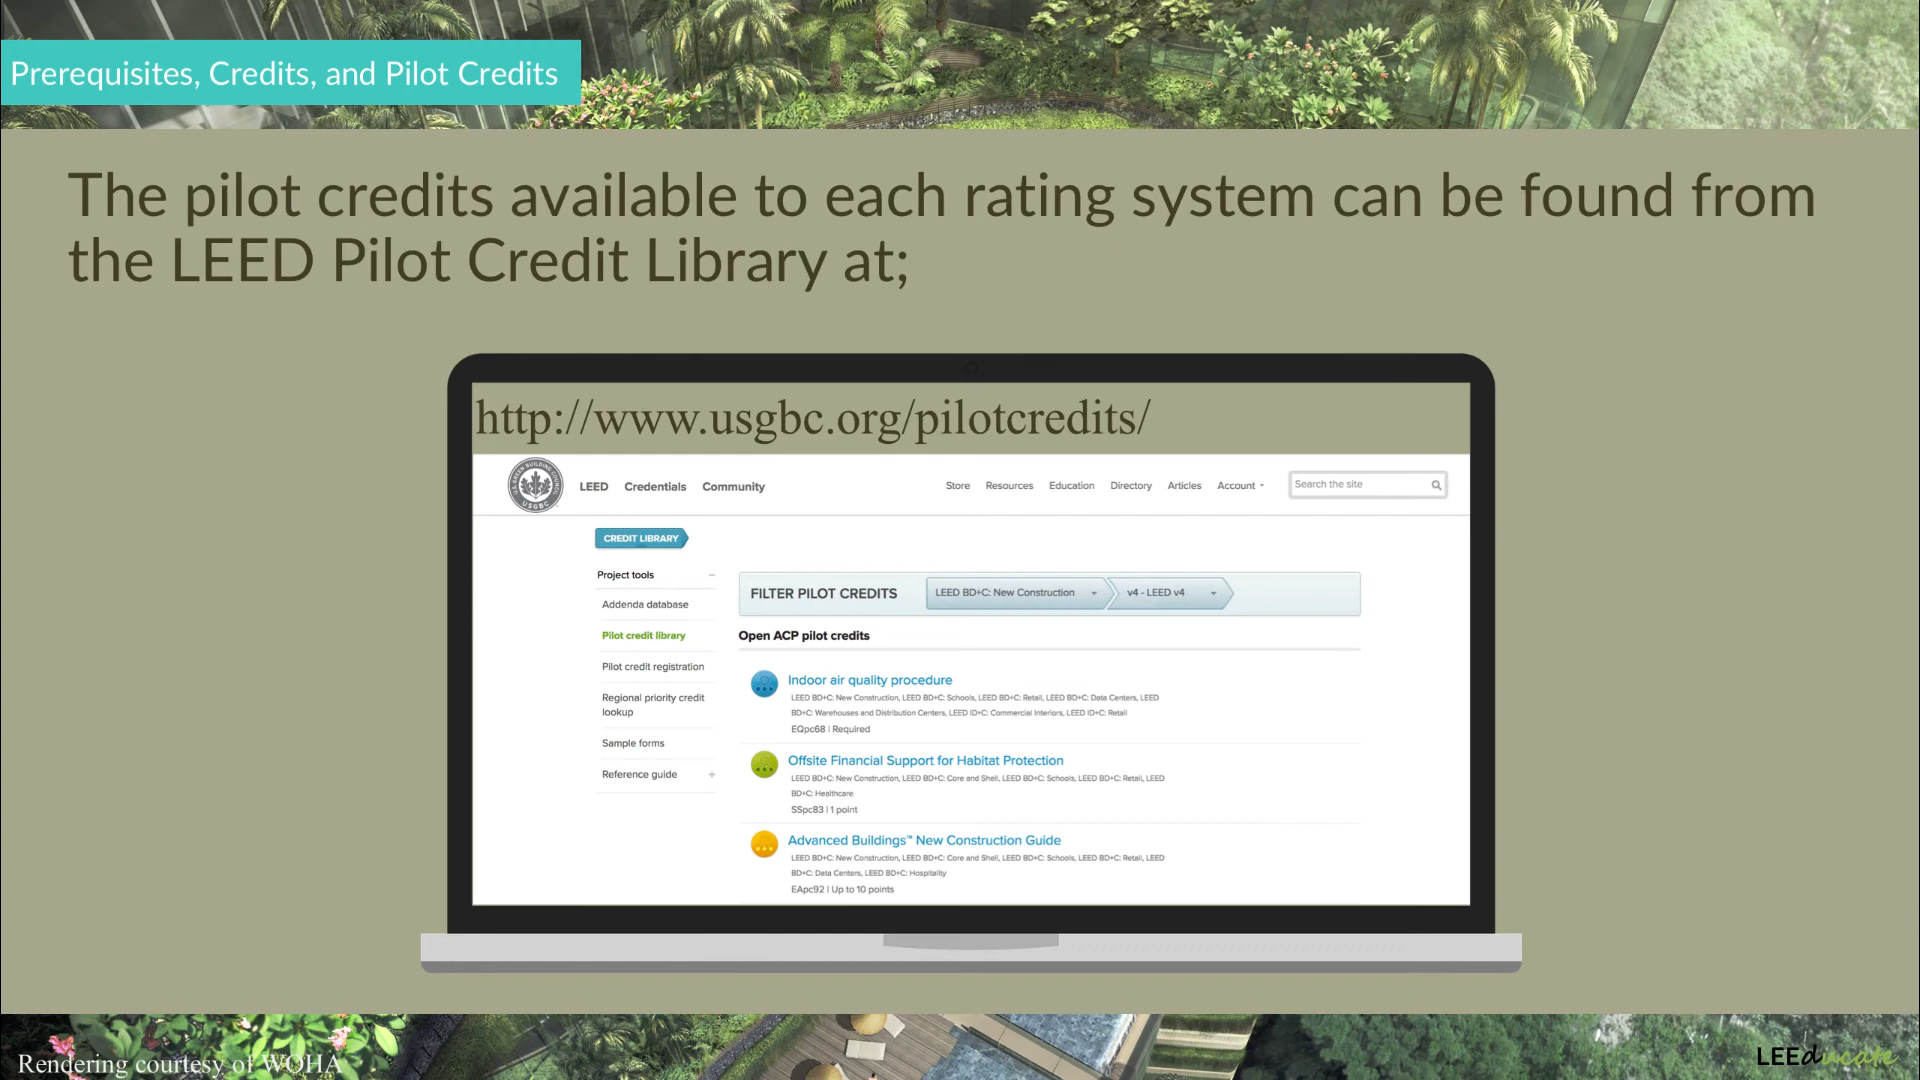 Prerequisites, Credits, and Pilot Credits
The pilot credits available to each rating system can be found from
the LEED Pilot Credit Library at;
http://www.usgbc.org/pilotcredits/
U.S. GREEN BUILDING COUNCIL
USGBC
LEED Credentials Community
Store Resources Education Directory Articles Account
Search the site
CREDIT LIBRARY
Project tools
Addenda database
Pilot credit library
Pilot credit registration
Regional priority credit
lookup
Sample forms
Reference guide
FILTER PILOT CREDITS
LEED BD+C: New Construction
v4 - LEED v4
Open ACP pilot credits
Indoor air quality procedure
LEED BD+C: New Construction, LEED BD+C: Schools, LEED BD+C: Retail, LEED BD+C: Data Centers, LEED
BD+C: Warehouses and Distribution Centers, LEED ID+C: Commercial Interiors, LEED ID+C: Retail
EQpc68 | Required
Offsite Financial Support for Habitat Protection
LEED BD+C: New Construction, LEED BD+C: Core and Shell, LEED BD+C: Schools, LEED BD+C: Retail, LEED
BD+C: Healthcare
SSpc83 | 1 point
Advanced Buildings™ New Construction Guide
LEED BD+C: New Construction, LEED BD+C: Core and Shell, LEED BD+C: Schools, LEED BD+C: Retail, LEED
BD+C: Data Centers, LEED BD+C: Hospitality
EApc92 | Up to 10 points
Rendering courtesy of WOHA
LEEducate